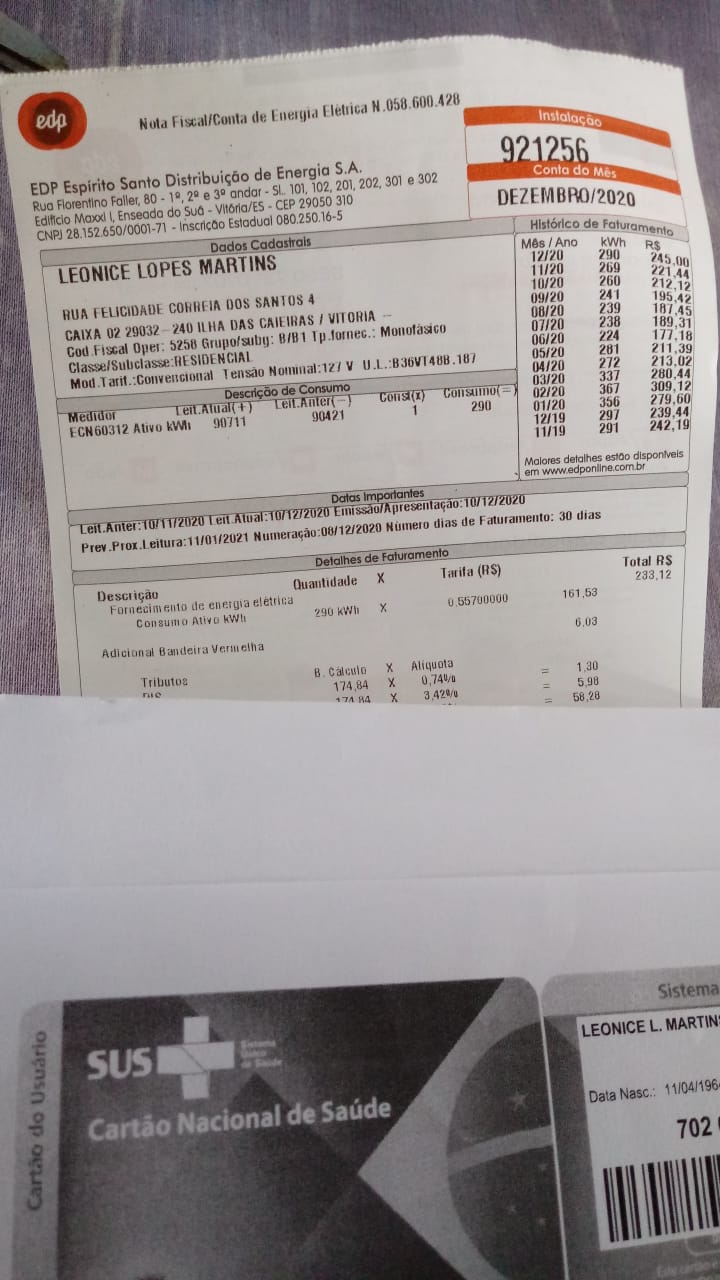 edp
Nota Fiscal/Conta de Energia Elétrica N.058.600.428
Instalação
921256
Conta do Mês
DEZEMBRO/2020
EDP Espírito Santo Distribuição de Energia S.A.
Rua Florentino Faller, 80 - 1º, 2º e 3º andar - SL. 101, 102, 201, 202, 301 e 302
Edifício Maxxi I, Enseada do Suá - Vitória/ES - CEP 29050 310
CNPJ 28.152.650/0001-71 - Inscrição Estadual 080.250.16-5
Dados Cadastrais
LEONICE LOPES MARTINS
RUA FELICIDADE CORREIA DOS SANTOS 4
CAIXA 02 29032-240 ILHA DAS CAIEIRAS / VITORIA --
Cod.Fiscal Oper: 5258 Grupo/subg: B/B1 Tp.fornec.: Monofásico
Classe/Subclasse:RESIDENCIAL
Mod.Tarif.:Convencional Tensão Nominal:127 V U.L.:B36VT48B.187
Histórico de Faturamento
Mês / Ano kWh R$
12/20 290 245,00
11/20 269 221,44
10/20 260 212,12
09/20 241 195,42
08/20 239 187,45
07/20 238 189,31
06/20 224 177,18
05/20 281 211,39
04/20 272 213,02
03/20 337 280,44
02/20 367 309,12
01/20 356 279,60
12/19 297 239,44
11/19 291 242,19
Maiores detalhes estão disponíveis
em www.edponline.com.br
Descrição de Consumo
Medidor Leit.Atual(+) Leit.Anter(-) Const(x) Consumo(=)
ECN60312 Ativo kWh 90711 90421 1 290
Datas Importantes
Leit.Anter:10/11/2020 Leit.Atual:10/12/2020 Emissão/Apresentação:10/12/2020
Prev.Prox.Leitura:11/01/2021 Numeração:08/12/2020 Número dias de Faturamento: 30 dias
Detalhes de Faturamento
Descrição Quantidade X Tarifa (R$) Total R$
Fornecimento de energia elétrica 233,12
Consumo Ativo kWh 290 kWh X 0,55700000 161,53
Adicional Bandeira Vermelha 6,03
Tributos B. Cálculo X Alíquota
174,84 X 0,74% = 1,30
174,84 X 3,42% = 5,98
= 58,28
Cartão do Usuário
SUS
Sistema
Único
de Saúde
Cartão Nacional de Saúde
Sistema
LEONICE L. MARTINS
Data Nasc.: 11/04/196
702